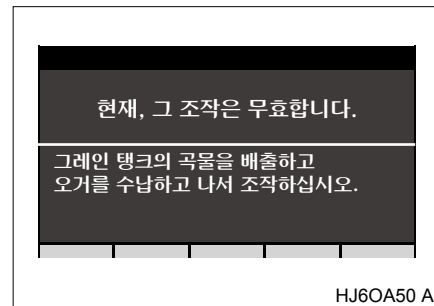 현재, 그 조작은 무효합니다.
그레인 탱크의 곡물을 배출하고
오거를 수납하고 나서 조작하십시오.
HJ6OA50 A